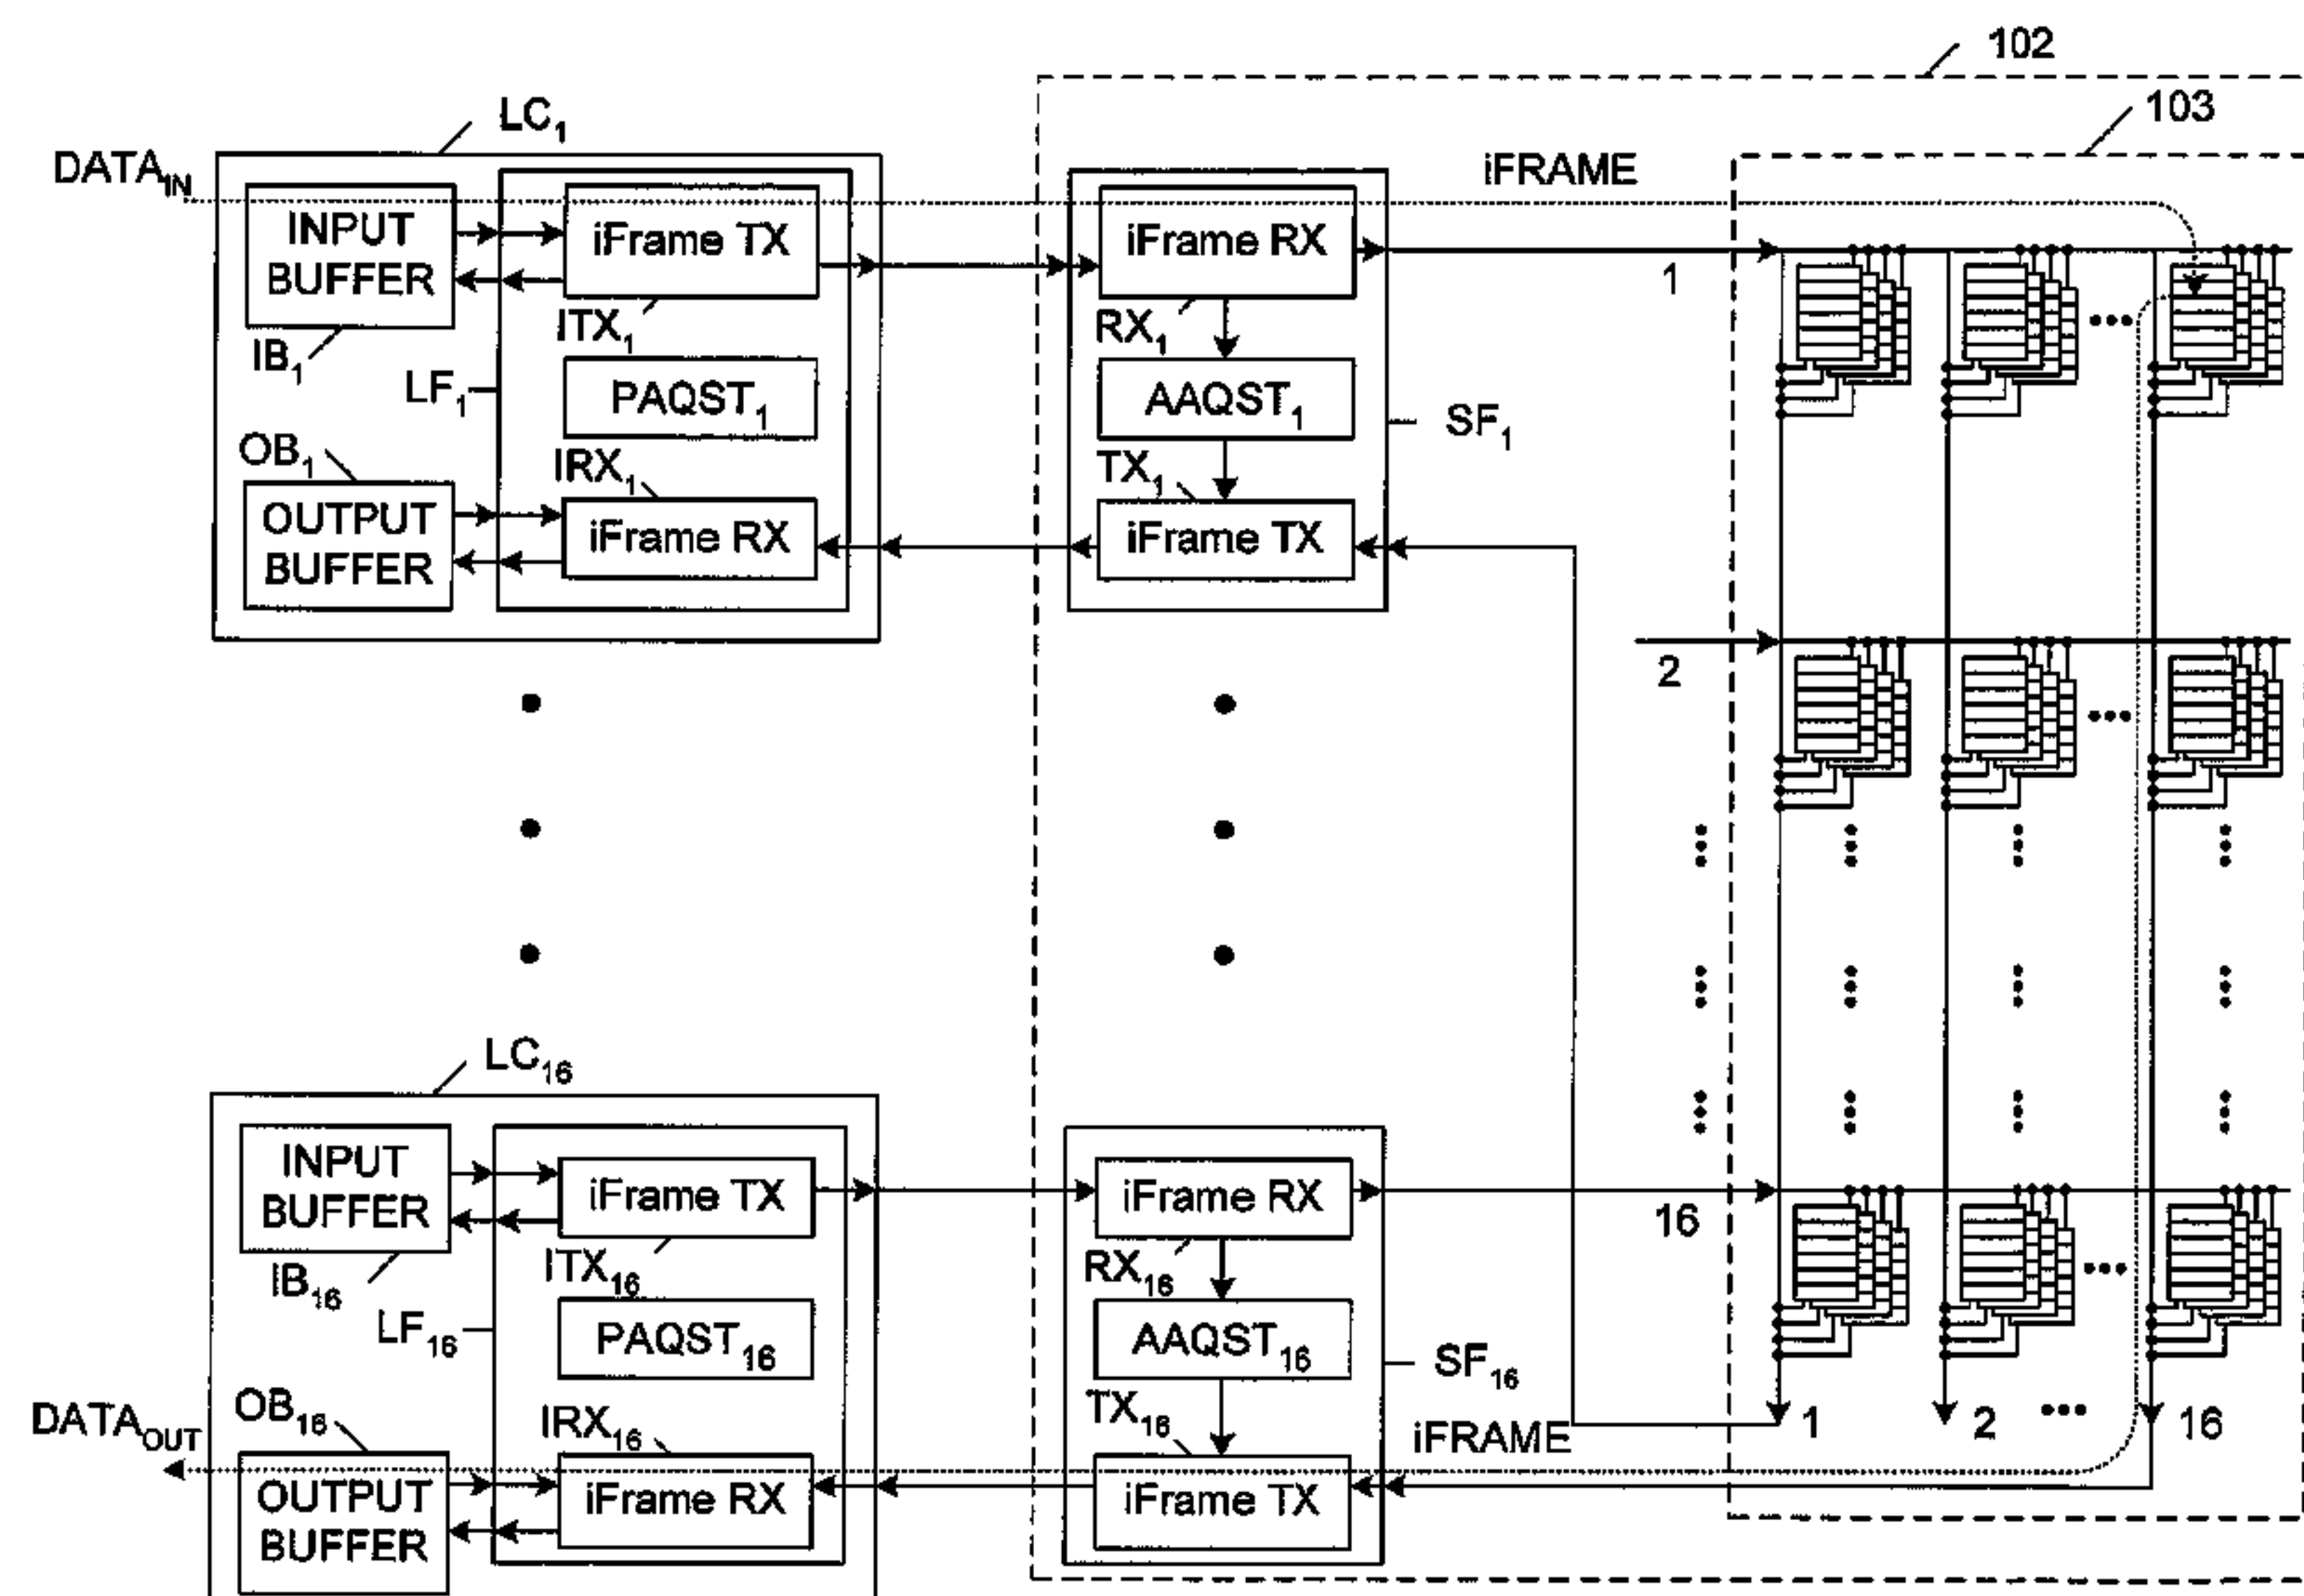 102
103
LC1
DATAIN
iFRAME
INPUT BUFFER
iFrame TX
iFrame RX
1
IB1
ITX1
RX1
LF1
PAQST1
AAQST1
SF1
OB1
IRX1
TX1
OUTPUT BUFFER
iFrame RX
iFrame TX
2
LC16
INPUT BUFFER
iFrame TX
iFrame RX
16
IB16
ITX16
RX16
LF16
PAQST16
AAQST16
SF16
OB16
IRX16
TX16
DATAOUT
iFRAME
1
2
16
OUTPUT BUFFER
iFrame RX
iFrame TX